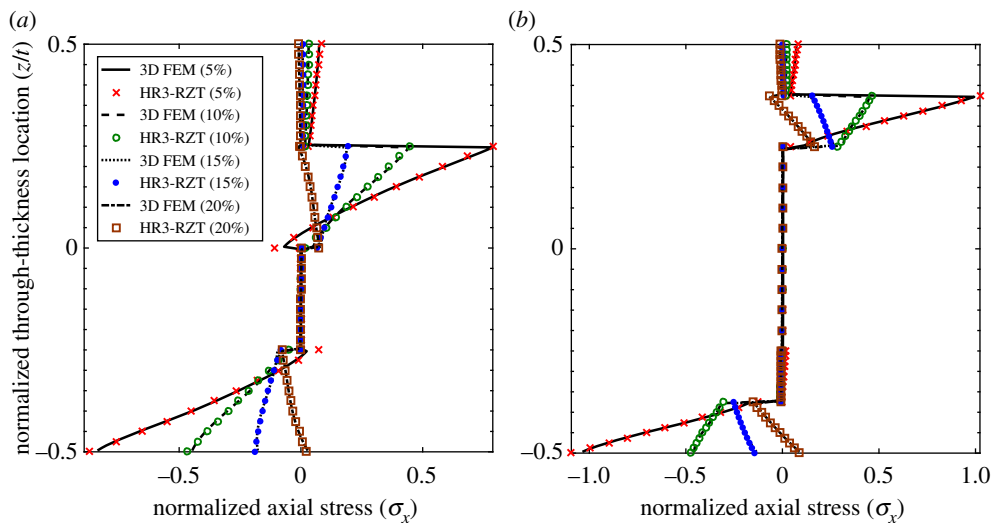 (a)
(b)
normalized through-thickness location (z/t)
0.5
0
–0.5
3D FEM (5%)
HR3-RZT (5%)
3D FEM (10%)
HR3-RZT (10%)
3D FEM (15%)
HR3-RZT (15%)
3D FEM (20%)
HR3-RZT (20%)
–0.5
0
0.5
normalized axial stress (σx)
0.5
0
–0.5
–1.0
–0.5
0
0.5
1.0
normalized axial stress (σx)